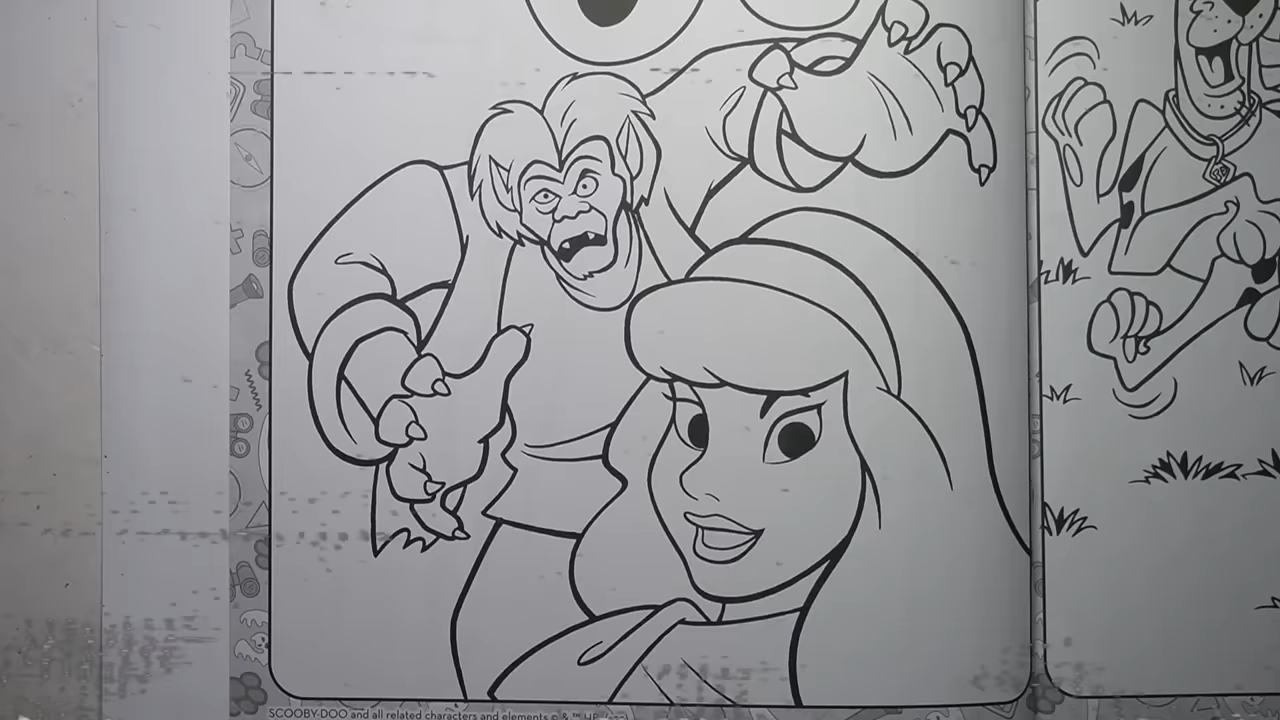 SCOOBY-DOO and all related characters and elements © & ™ HB